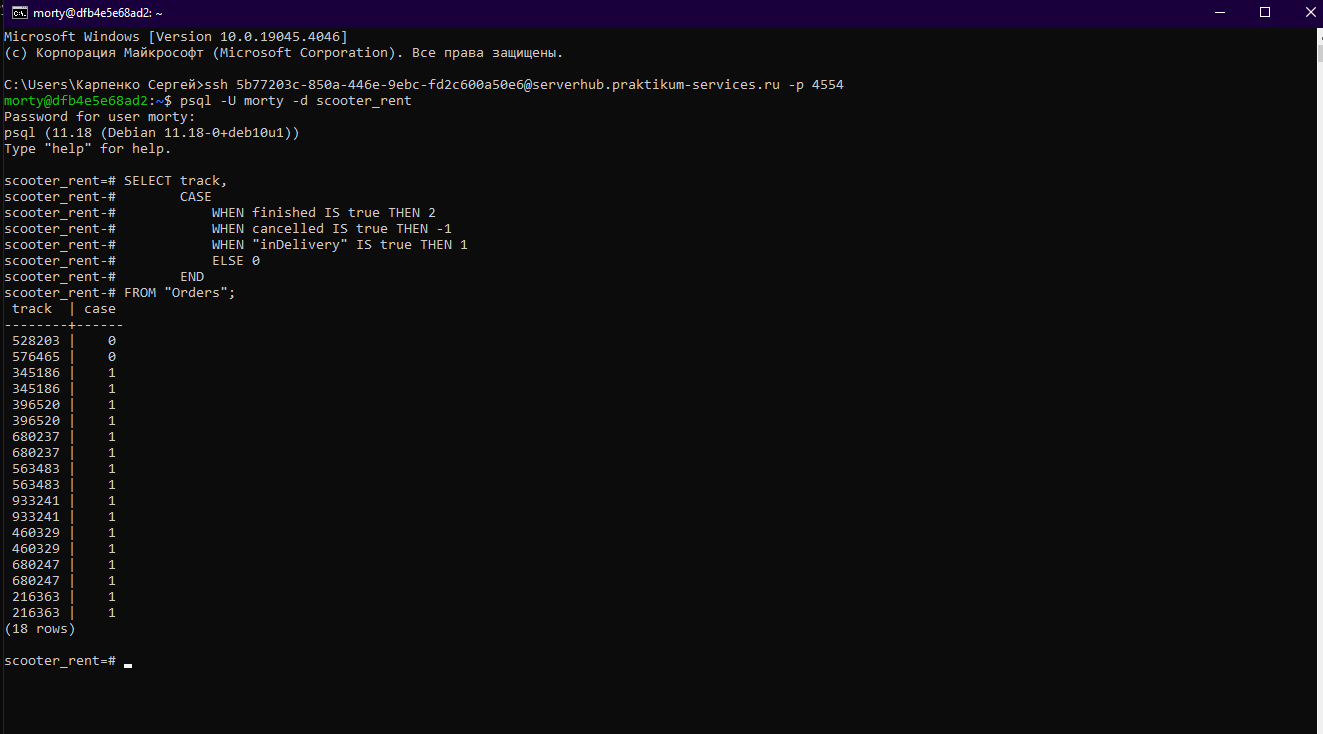 morty@dfb4e5e68ad2: ~
Microsoft Windows [Version 10.0.19045.4046]
(c) Корпорация Майкрософт (Microsoft Corporation). Все права защищены.
C:\Users\Карпенко Сергей>ssh 5b77203c-850a-446e-9ebc-fd2c600a50e6@serverhub.praktikum-services.ru -p 4554
morty@dfb4e5e68ad2:~$ psql -U morty -d scooter_rent
Password for user morty:
psql (11.18 (Debian 11.18-0+deb10u1))
Type "help" for help.
scooter_rent=# SELECT track,
scooter_rent-#        CASE
scooter_rent-#            WHEN finished IS true THEN 2
scooter_rent-#            WHEN cancelled IS true THEN -1
scooter_rent-#            WHEN "inDelivery" IS true THEN 1
scooter_rent-#            ELSE 0
scooter_rent-#        END
scooter_rent-# FROM "Orders";
 track  | case
--------+------
 528203 |    0
 576465 |    0
 345186 |    1
 345186 |    1
 396520 |    1
 396520 |    1
 680237 |    1
 680237 |    1
 563483 |    1
 563483 |    1
 933241 |    1
 933241 |    1
 460329 |    1
 460329 |    1
 680247 |    1
 680247 |    1
 216363 |    1
 216363 |    1
(18 rows)
scooter_rent=#